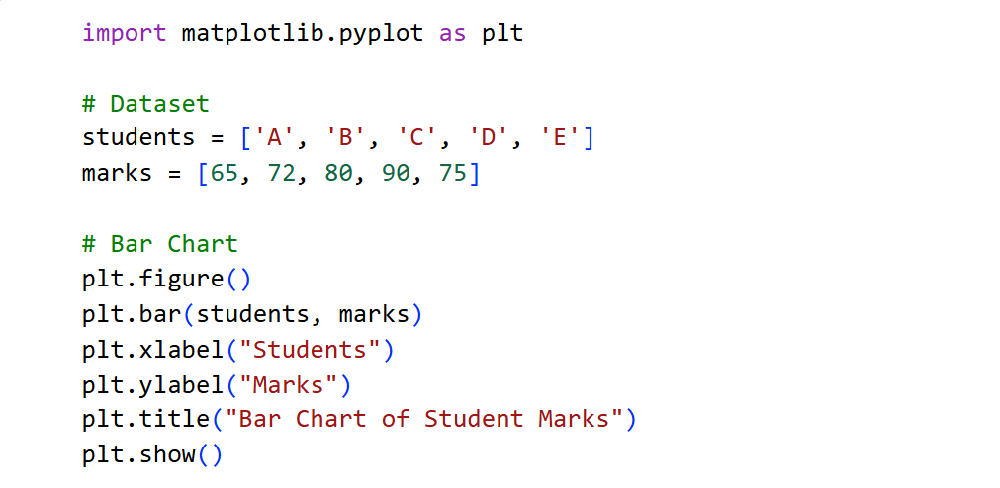 import matplotlib.pyplot as plt
# Dataset
students = ['A', 'B', 'C', 'D', 'E']
marks = [65, 72, 80, 90, 75]
# Bar Chart
plt.figure()
plt.bar(students, marks)
plt.xlabel("Students")
plt.ylabel("Marks")
plt.title("Bar Chart of Student Marks")
plt.show()